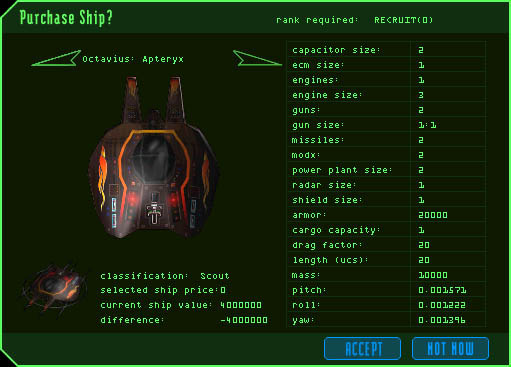 Purchase Ship?
rank required: RECRUIT(0)
Octavius: Apteryx
capacitor size: 2
ecm size: 1
engines: 1
engine size: 3
guns: 2
gun size: 1:1
missiles: 2
modx: 2
power plant size: 2
radar size: 1
shield size: 1
armor: 20000
cargo capacity: 1
drag factor: 20
length (ucs): 20
mass: 10000
pitch: 0.001571
roll: 0.001222
yaw: 0.001396
classification: Scout
selected ship price:0
current ship value: 4000000
difference: -4000000
ACCEPT
NOT NOW